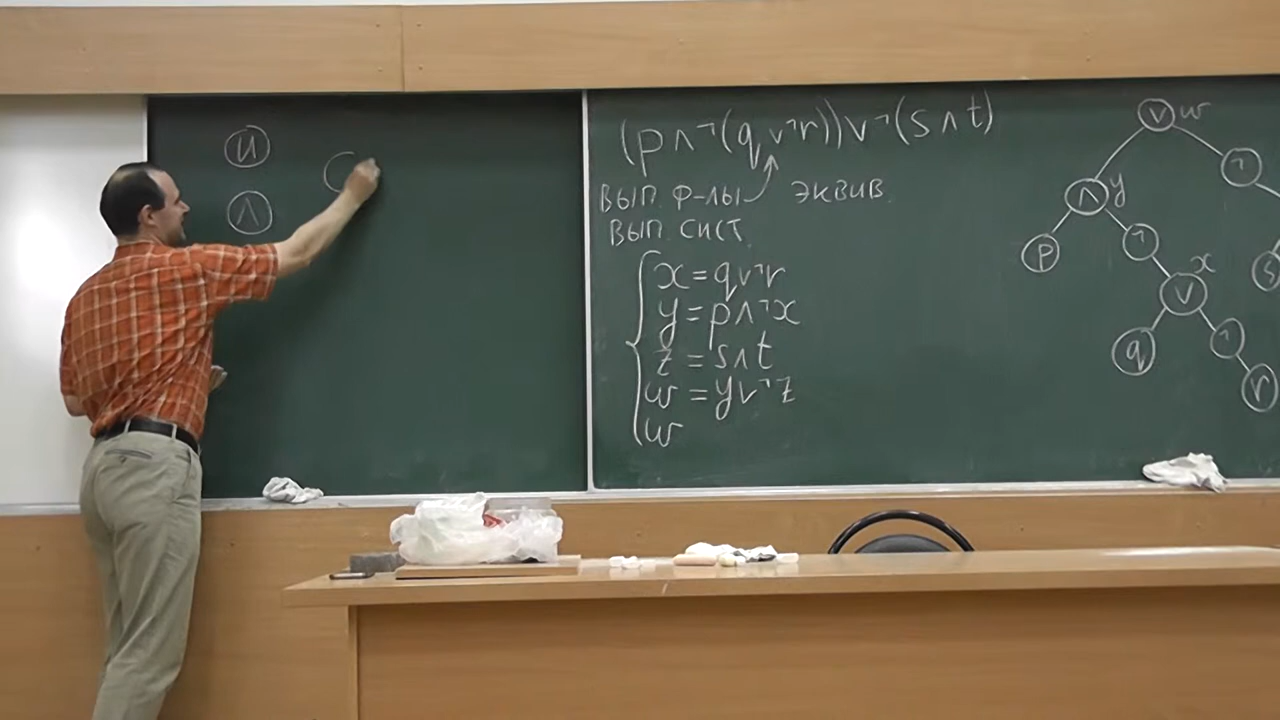 И
Л
(p∧¬(q∨¬r))∨¬(s∧t)
ВЫП. Ф-ЛЫ ЭКВИВ.
ВЫП. СИСТ.
x=q∨¬r
y=p∧¬x
z=s∧t
w=y∨¬z
w
∨ w
¬
∧ y
p
¬
s
x
∨
q
¬
r